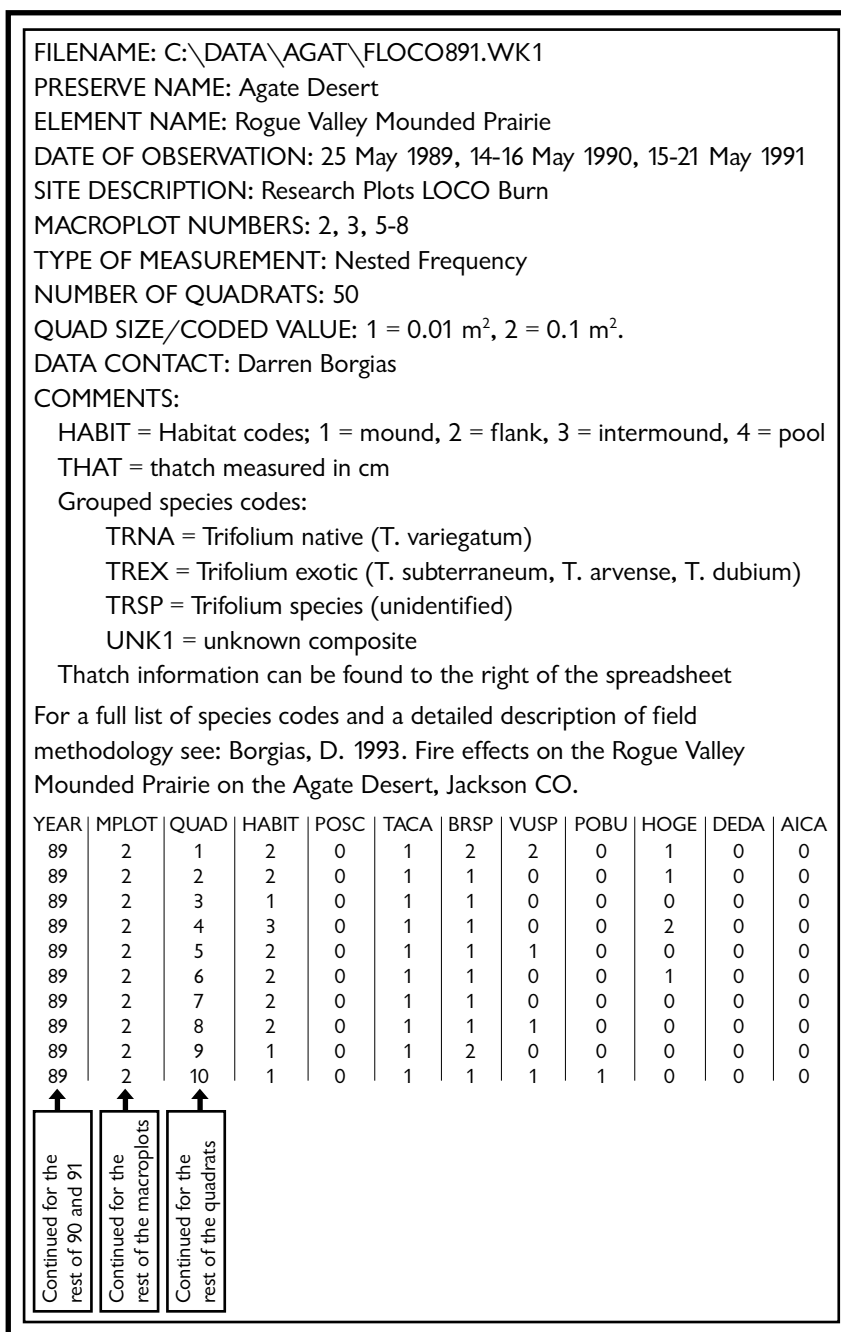 FILENAME: C:\DATA\AGAT\FLOCO891.WK1
PRESERVE NAME: Agate Desert
ELEMENT NAME: Rogue Valley Mounded Prairie
DATE OF OBSERVATION: 25 May 1989, 14-16 May 1990, 15-21 May 1991
SITE DESCRIPTION: Research Plots LOCO Burn
MACROPLOT NUMBERS: 2, 3, 5-8
TYPE OF MEASUREMENT: Nested Frequency
NUMBER OF QUADRATS: 50
QUAD SIZE/CODED VALUE: 1 = 0.01 m², 2 = 0.1 m².
DATA CONTACT: Darren Borgias
COMMENTS:
HABIT = Habitat codes; 1 = mound, 2 = flank, 3 = intermound, 4 = pool
THAT = thatch measured in cm
Grouped species codes:
TRNA = Trifolium native (T. variegatum)
TREX = Trifolium exotic (T. subterraneum, T. arvense, T. dubium)
TRSP = Trifolium species (unidentified)
UNK1 = unknown composite
Thatch information can be found to the right of the spreadsheet
For a full list of species codes and a detailed description of field
methodology see: Borgias, D. 1993. Fire effects on the Rogue Valley
Mounded Prairie on the Agate Desert, Jackson CO.
YEAR MPLOT QUAD HABIT POSC TACA BRSP VUSP POBU HOGE DEDA AICA
89 2 1 2 0 1 2 2 0 1 0 0
89 2 2 2 0 1 1 0 0 1 0 0
89 2 3 1 0 1 1 0 0 0 0 0
89 2 4 3 0 1 1 0 0 2 0 0
89 2 5 2 0 1 1 1 0 0 0 0
89 2 6 2 0 1 1 0 0 1 0 0
89 2 7 2 0 1 1 0 0 0 0 0
89 2 8 2 0 1 1 1 0 0 0 0
89 2 9 1 0 1 2 0 0 0 0 0
89 2 10 1 0 1 1 1 1 0 0 0
Continued for the
rest of 90 and 91
Continued for the
rest of the macroplots
Continued for the
rest of the quadrats